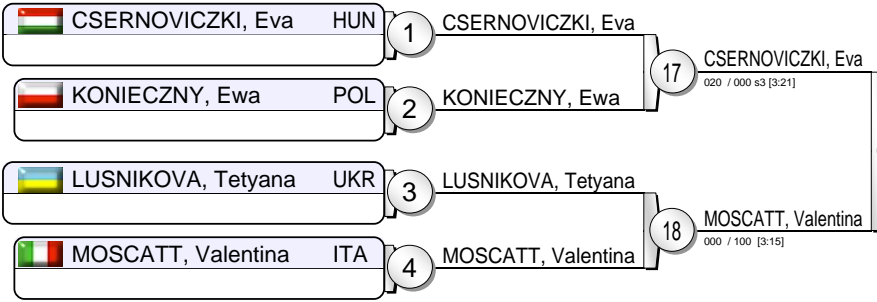 CSERNOVICZKI, Eva HUN 1 CSERNOVICZKI, Eva
17 CSERNOVICZKI, Eva
020 / 000 s3 [3:21]
KONIECZNY, Ewa POL 2 KONIECZNY, Ewa
LUSNIKOVA, Tetyana UKR 3 LUSNIKOVA, Tetyana
18 MOSCATT, Valentina
000 / 100 [3:15]
MOSCATT, Valentina ITA 4 MOSCATT, Valentina